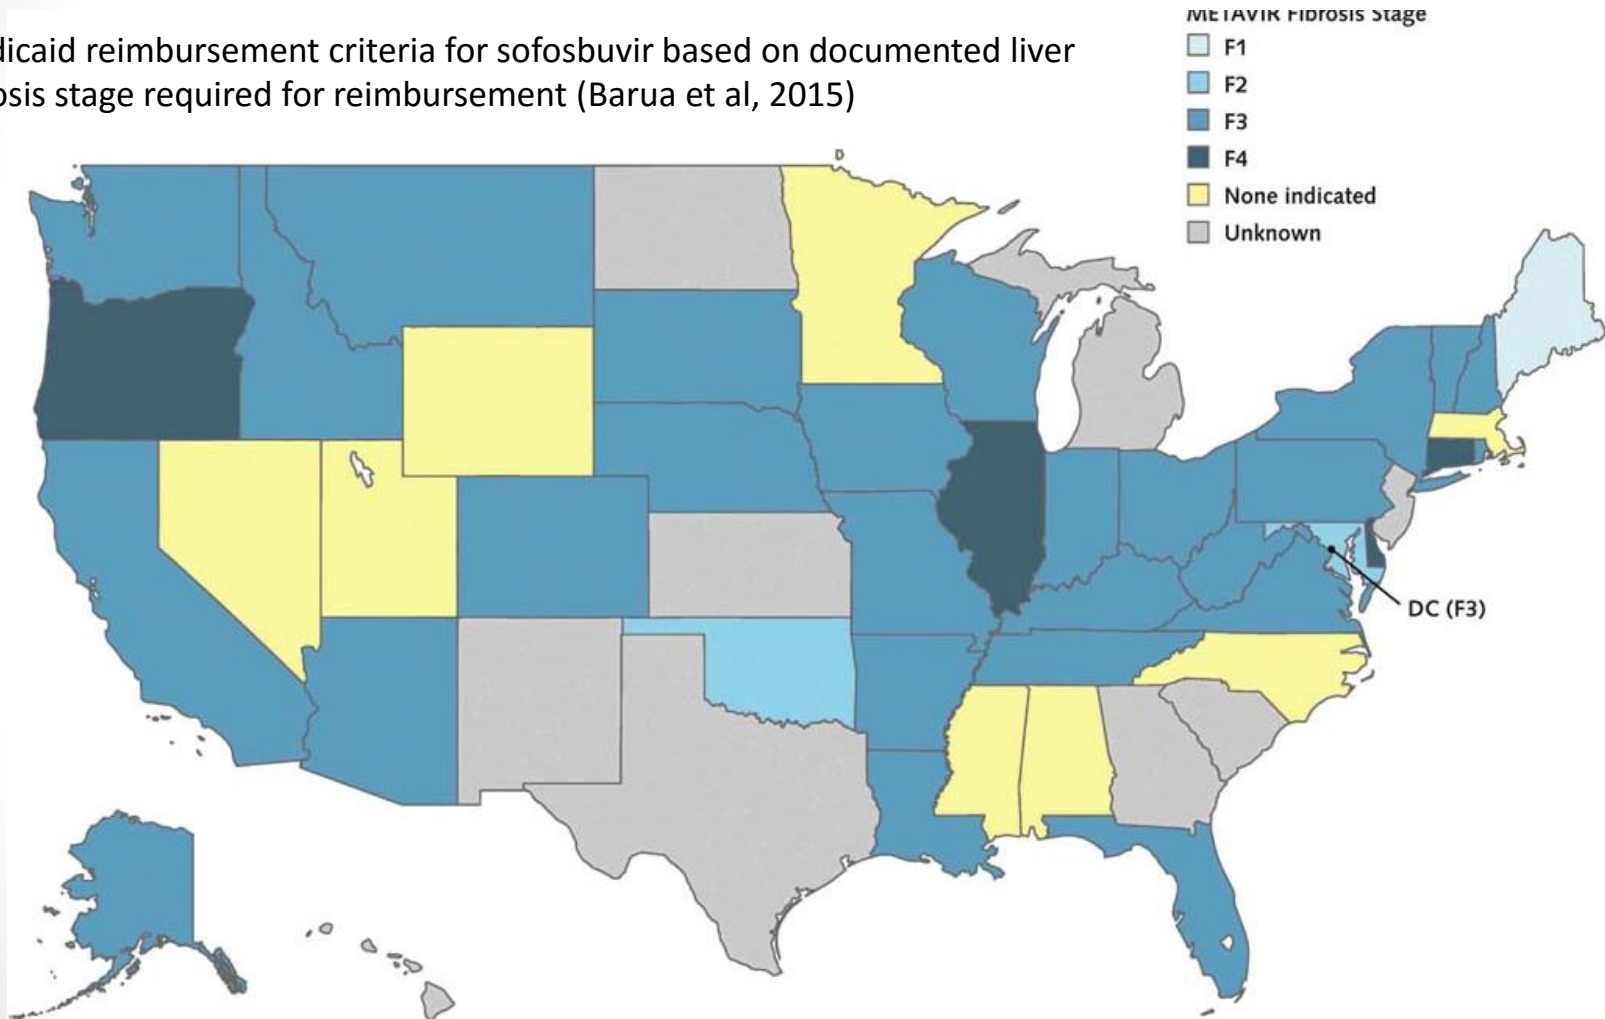 dicaid reimbursement criteria for sofosbuvir based on documented liver
osis stage required for reimbursement (Barua et al, 2015)
METAVIR Fibrosis Stage
F1
F2
F3
F4
None indicated
Unknown
DC (F3)